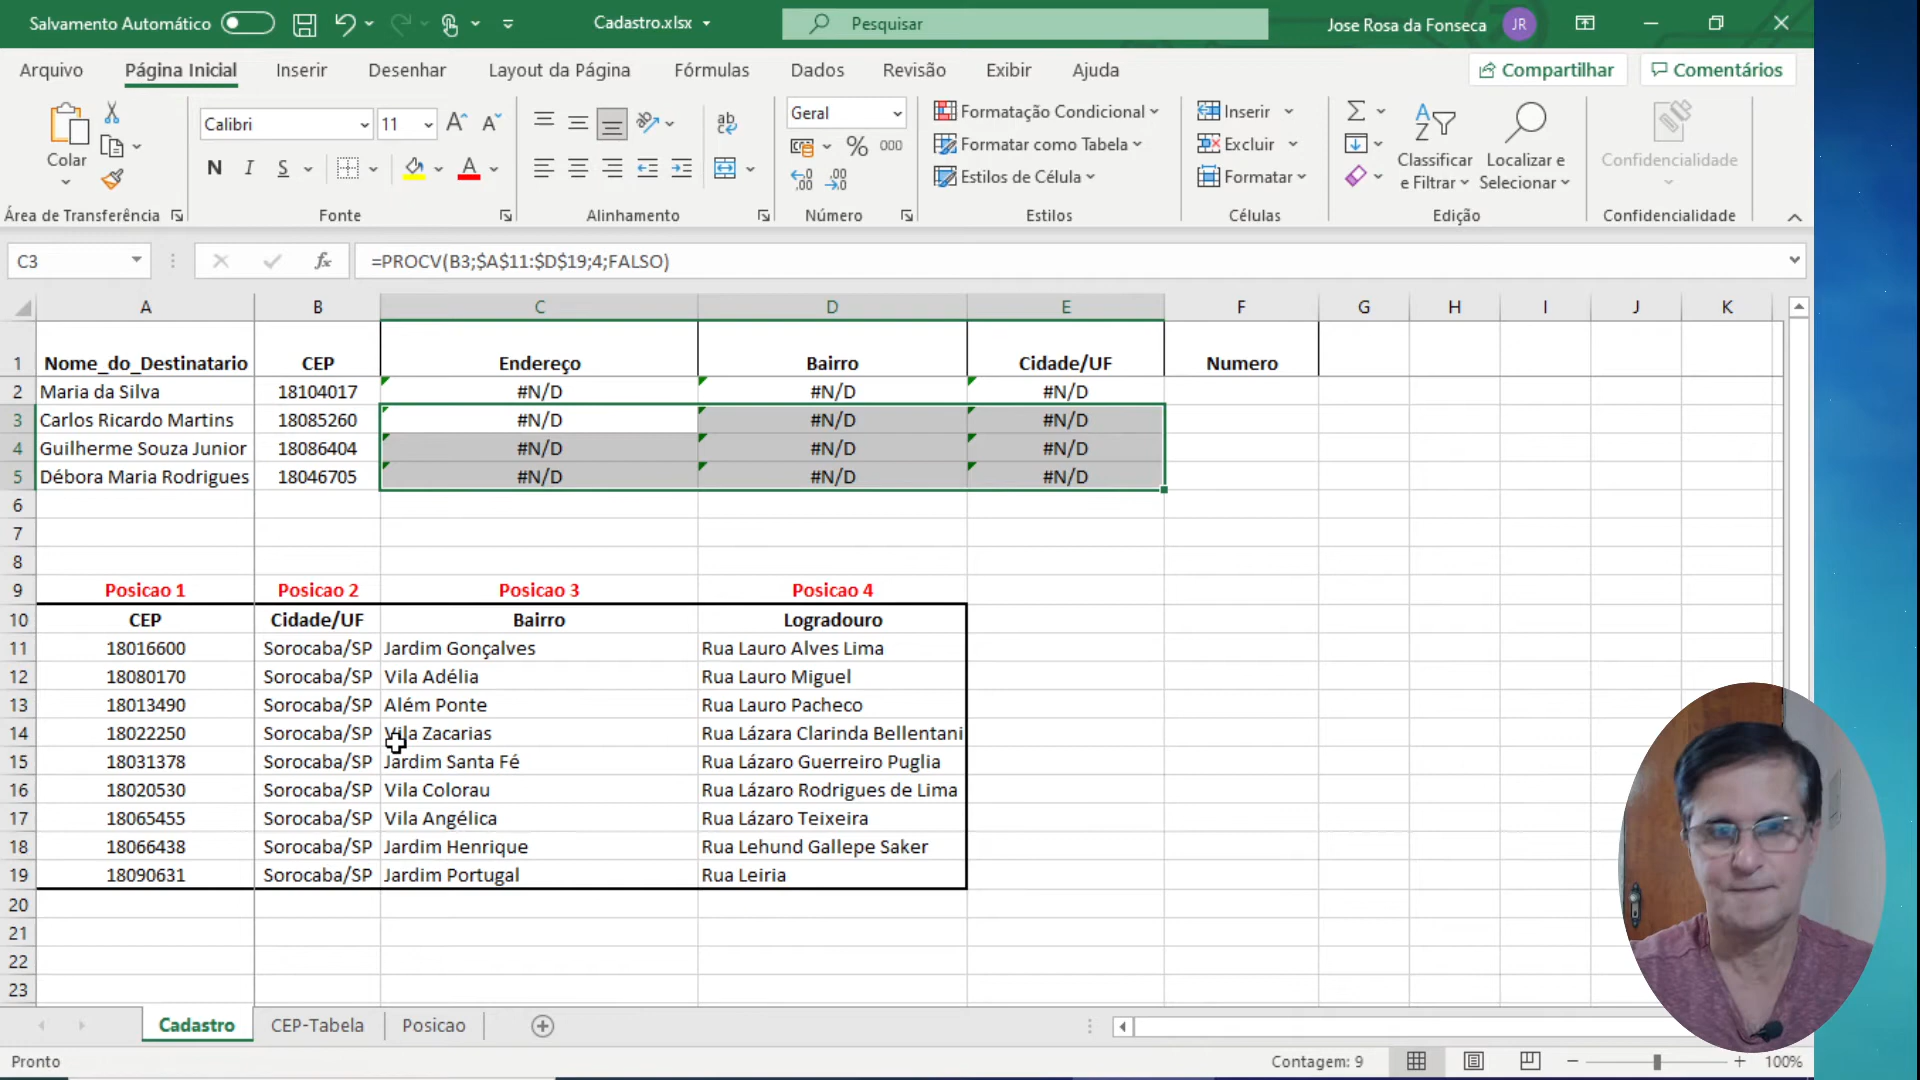 Salvamento Automático
Cadastro.xlsx
Pesquisar
Jose Rosa da Fonseca
JR
Arquivo
Página Inicial
Inserir
Desenhar
Layout da Página
Fórmulas
Dados
Revisão
Exibir
Ajuda
Compartilhar
Comentários
Colar
Área de Transferência
Calibri
11
N I S
Fonte
Alinhamento
Geral
% 000
Número
Formatação Condicional
Formatar como Tabela
Estilos de Célula
Estilos
Inserir
Excluir
Formatar
Células
Classificar
e Filtrar
Localizar e
Selecionar
Edição
Confidencialidade
Confidencialidade
C3
fx
=PROCV(B3;$A$11:$D$19;4;FALSO)
A B C D E F G H I J K
1 Nome_do_Destinatario CEP Endereço Bairro Cidade/UF Numero
2 Maria da Silva 18104017 #N/D #N/D #N/D
3 Carlos Ricardo Martins 18085260 #N/D #N/D #N/D
4 Guilherme Souza Junior 18086404 #N/D #N/D #N/D
5 Débora Maria Rodrigues 18046705 #N/D #N/D #N/D
6
7
8
9 Posicao 1 Posicao 2 Posicao 3 Posicao 4
10 CEP Cidade/UF Bairro Logradouro
11 18016600 Sorocaba/SP Jardim Gonçalves Rua Lauro Alves Lima
12 18080170 Sorocaba/SP Vila Adélia Rua Lauro Miguel
13 18013490 Sorocaba/SP Além Ponte Rua Lauro Pacheco
14 18022250 Sorocaba/SP Vila Zacarias Rua Lázara Clarinda Bellentani
15 18031378 Sorocaba/SP Jardim Santa Fé Rua Lázaro Guerreiro Puglia
16 18020530 Sorocaba/SP Vila Colorau Rua Lázaro Rodrigues de Lima
17 18065455 Sorocaba/SP Vila Angélica Rua Lázaro Teixeira
18 18066438 Sorocaba/SP Jardim Henrique Rua Lehund Gallepe Saker
19 18090631 Sorocaba/SP Jardim Portugal Rua Leiria
20
21
22
23
Cadastro
CEP-Tabela
Posicao
Pronto
Contagem: 9
100%